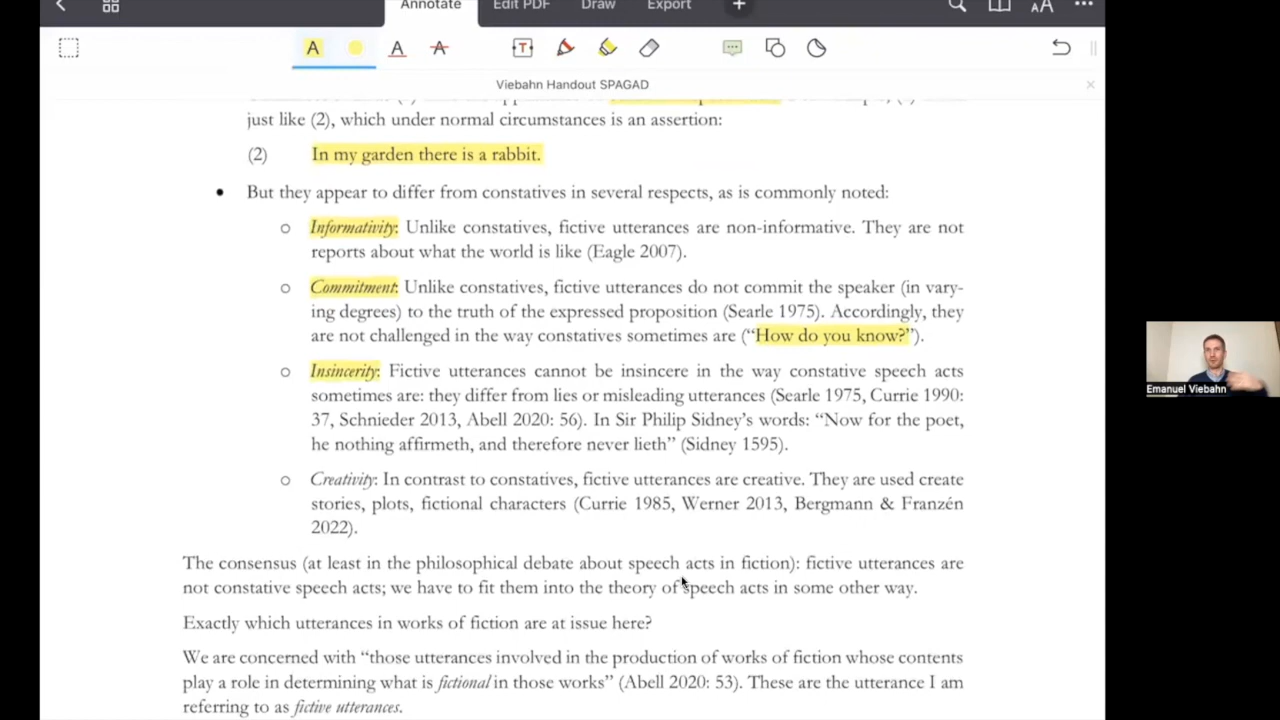 Annotate Edit PDF Draw Export
Viebahn Handout SPAGAD
just like (2), which under normal circumstances is an assertion:
(2) In my garden there is a rabbit.
• But they appear to differ from constatives in several respects, as is commonly noted:
o Informativity: Unlike constatives, fictive utterances are non-informative. They are not
reports about what the world is like (Eagle 2007).
o Commitment: Unlike constatives, fictive utterances do not commit the speaker (in vary-
ing degrees) to the truth of the expressed proposition (Searle 1975). Accordingly, they
are not challenged in the way constatives sometimes are (“How do you know?”).
o Insincerity: Fictive utterances cannot be insincere in the way constative speech acts
sometimes are: they differ from lies or misleading utterances (Searle 1975, Currie 1990:
37, Schnieder 2013, Abell 2020: 56). In Sir Philip Sidney’s words: “Now for the poet,
he nothing affirmeth, and therefore never lieth” (Sidney 1595).
o Creativity: In contrast to constatives, fictive utterances are creative. They are used create
stories, plots, fictional characters (Currie 1985, Werner 2013, Bergmann & Franzén
2022).
The consensus (at least in the philosophical debate about speech acts in fiction): fictive utterances are
not constative speech acts; we have to fit them into the theory of speech acts in some other way.
Exactly which utterances in works of fiction are at issue here?
We are concerned with “those utterances involved in the production of works of fiction whose contents
play a role in determining what is fictional in those works” (Abell 2020: 53). These are the utterance I am
referring to as fictive utterances.
Emanuel Viebahn